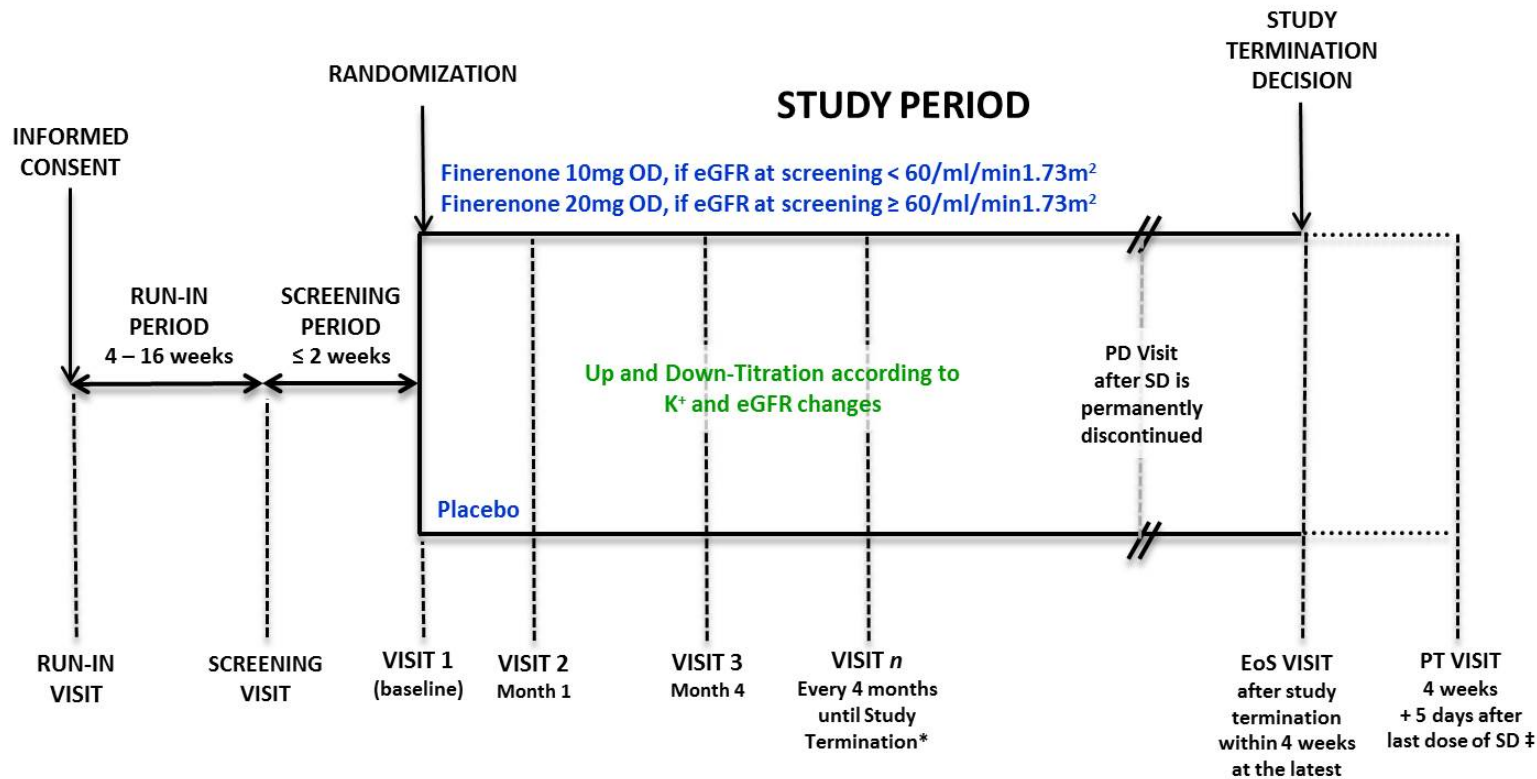 STUDY
TERMINATION
DECISION
RANDOMIZATION
STUDY PERIOD
INFORMED
CONSENT
Finerenone 10mg OD, if eGFR at screening < 60/ml/min1.73m²
Finerenone 20mg OD, if eGFR at screening ≥ 60/ml/min1.73m²
RUN-IN
PERIOD
4 – 16 weeks
SCREENING
PERIOD
≤ 2 weeks
Up and Down-Titration according to
K⁺ and eGFR changes
PD Visit
after SD is
permanently
discontinued
Placebo
RUN-IN
VISIT
SCREENING
VISIT
VISIT 1
(baseline)
VISIT 2
Month 1
VISIT 3
Month 4
VISIT n
Every 4 months
until Study
Termination*
EoS VISIT
after study
termination
within 4 weeks
at the latest
PT VISIT
4 weeks
+ 5 days after
last dose of SD ‡